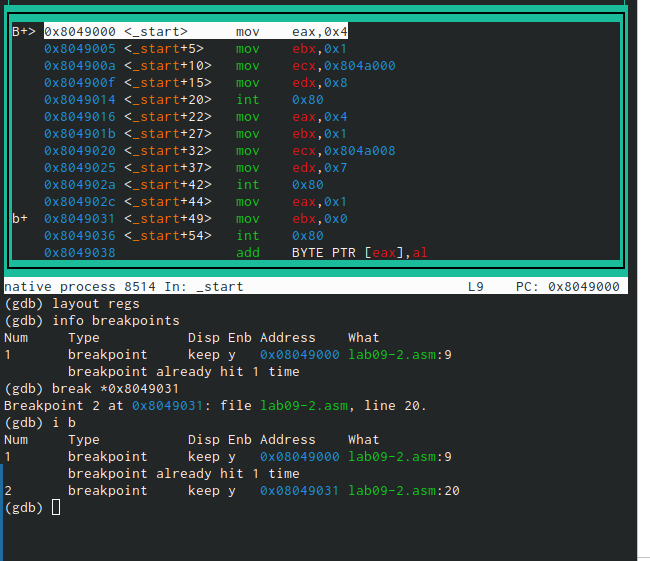 B+> 0x8049000 <_start> mov eax,0x4
0x8049005 <_start+5> mov ebx,0x1
0x804900a <_start+10> mov ecx,0x804a000
0x804900f <_start+15> mov edx,0x8
0x8049014 <_start+20> int 0x80
0x8049016 <_start+22> mov eax,0x4
0x804901b <_start+27> mov ebx,0x1
0x8049020 <_start+32> mov ecx,0x804a008
0x8049025 <_start+37> mov edx,0x7
0x804902a <_start+42> int 0x80
0x804902c <_start+44> mov eax,0x1
b+ 0x8049031 <_start+49> mov ebx,0x0
0x8049036 <_start+54> int 0x80
0x8049038 add BYTE PTR [eax],al
native process 8514 In: _start L9 PC: 0x8049000
(gdb) layout regs
(gdb) info breakpoints
Num Type Disp Enb Address What
1 breakpoint keep y 0x08049000 lab09-2.asm:9
breakpoint already hit 1 time
(gdb) break *0x8049031
Breakpoint 2 at 0x8049031: file lab09-2.asm, line 20.
(gdb) i b
Num Type Disp Enb Address What
1 breakpoint keep y 0x08049000 lab09-2.asm:9
breakpoint already hit 1 time
2 breakpoint keep y 0x08049031 lab09-2.asm:20
(gdb)